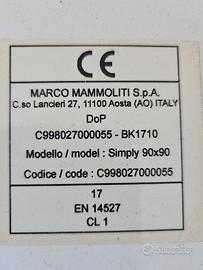 CE
MARCO MAMMOLITI S.p.A.
C.so Lancieri 27, 11100 Aosta (AO) ITALY
DoP
C998027000055 - BK1710
Modello / model : Simply 90x90
Codice / code : C998027000055
17
EN 14527
CL 1
subito